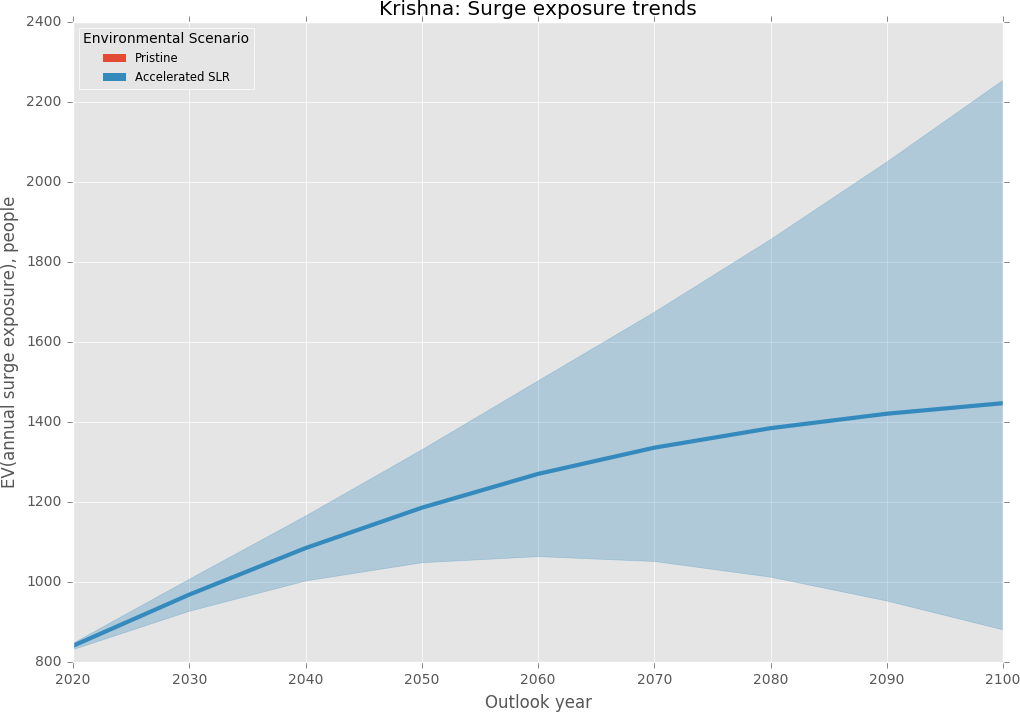 Krishna: Surge exposure trends
Environmental Scenario
Pristine
Accelerated SLR
EV(annual surge exposure), people
2400
2200
2000
1800
1600
1400
1200
1000
800
2020 2030 2040 2050 2060 2070 2080 2090 2100
Outlook year